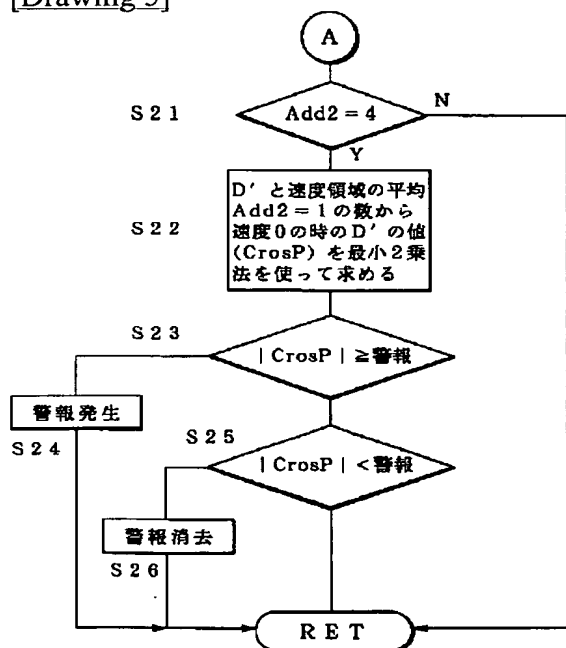 [Drawing 5]
A
S21
Add2=4
N
Y
S22
D′と速度領域の平均
Add2=1の数から
速度0の時のD′の値
(CrosP)を最小2乗
法を使って求める
S23
|CrosP|≧警報
警報発生
S24
S25
|CrosP|<警報
警報消去
S26
RET